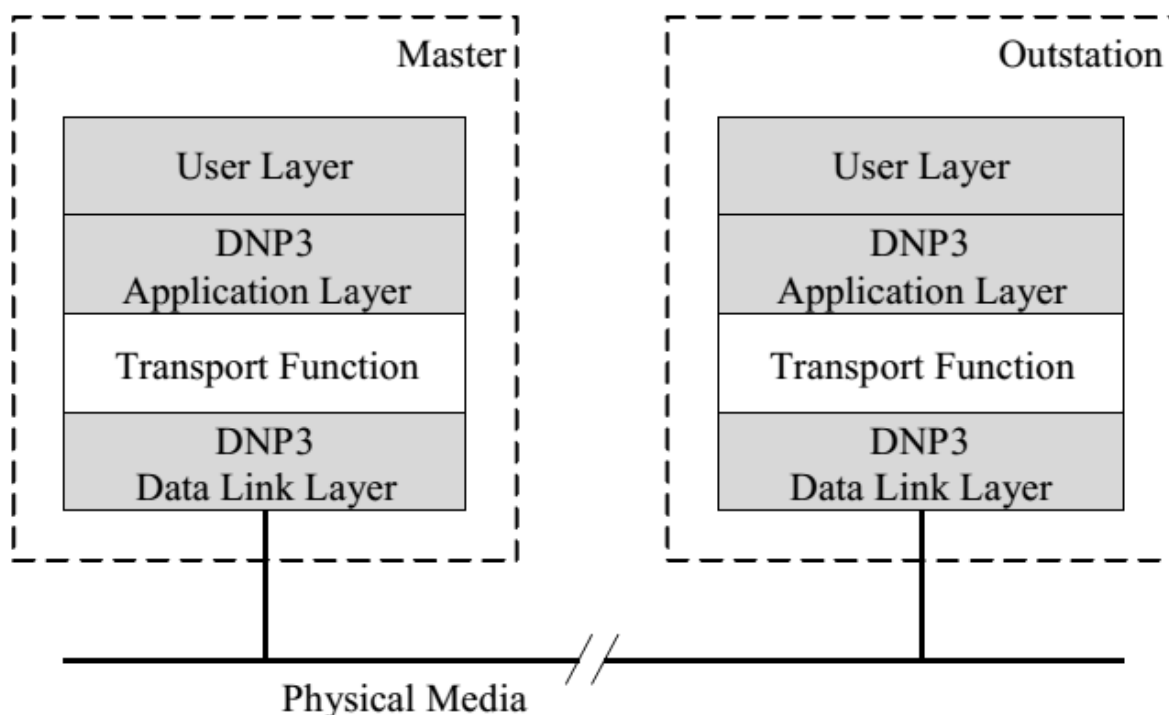 Master
User Layer
DNP3
Application Layer
Transport Function
DNP3
Data Link Layer
Outstation
User Layer
DNP3
Application Layer
Transport Function
DNP3
Data Link Layer
Physical Media